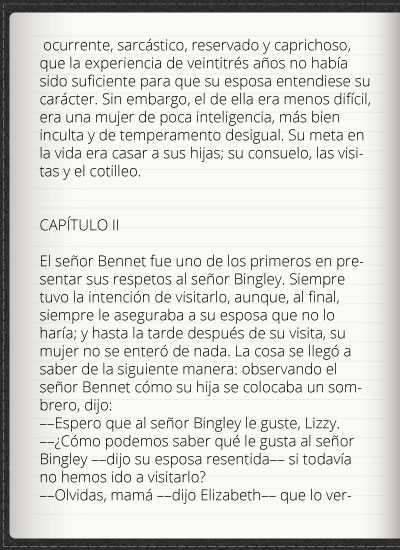 ocurrente, sarcástico, reservado y caprichoso,
que la experiencia de veintitrés años no había
sido suficiente para que su esposa entendiese su
carácter. Sin embargo, el de ella era menos difícil,
era una mujer de poca inteligencia, más bien
inculta y de temperamento desigual. Su meta en
la vida era casar a sus hijas; su consuelo, las visi-
tas y el cotilleo.
CAPÍTULO II
El señor Bennet fue uno de los primeros en pre-
sentar sus respetos al señor Bingley. Siempre
tuvo la intención de visitarlo, aunque, al final,
siempre le aseguraba a su esposa que no lo
haría; y hasta la tarde después de su visita, su
mujer no se enteró de nada. La cosa se llegó a
saber de la siguiente manera: observando el
señor Bennet cómo su hija se colocaba un som-
brero, dijo:
––Espero que al señor Bingley le guste, Lizzy.
––¿Cómo podemos saber qué le gusta al señor
Bingley ––dijo su esposa resentida–– si todavía
no hemos ido a visitarlo?
––Olvidas, mamá ––dijo Elizabeth–– que lo ver-